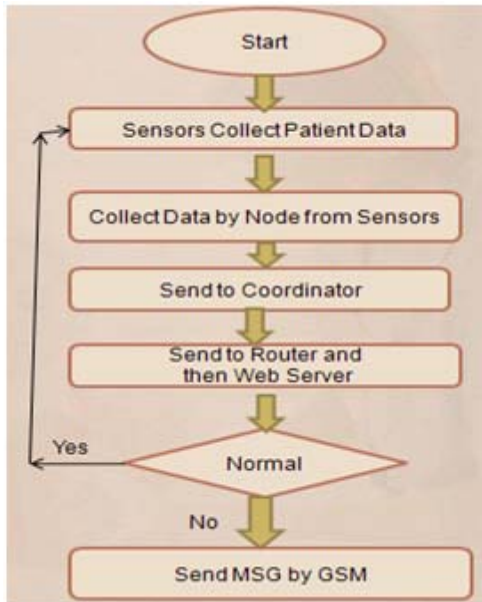 Start
Sensors Collect Patient Data
Collect Data by Node from Sensors
Send to Coordinator
Send to Router and
then Web Server
Yes
Normal
No
Send MSG by GSM